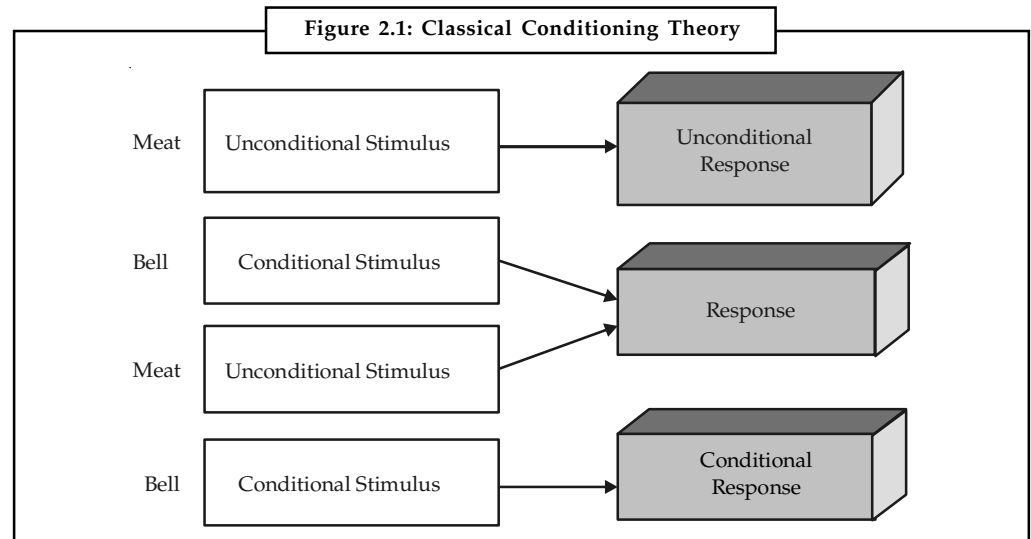 Figure 2.1: Classical Conditioning Theory
Meat
Unconditional Stimulus
Unconditional
Response
Bell
Conditional Stimulus
Response
Meat
Unconditional Stimulus
Bell
Conditional Stimulus
Conditional
Response